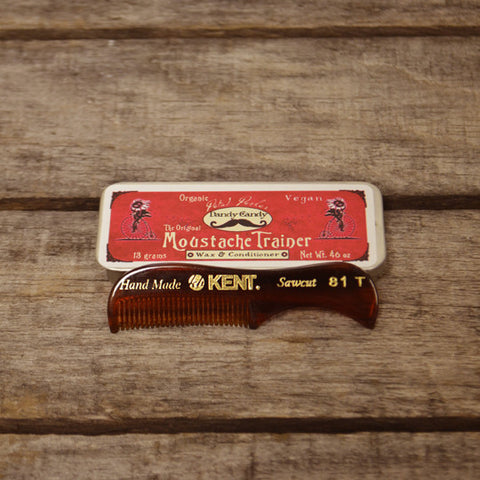 Organic
Vegan
Dandy Candy
The Original
Moustache Trainer
13 grams
Wax & Conditioner
Net Wt. 46 oz
Hand Made KENT. Sawcut 81 T